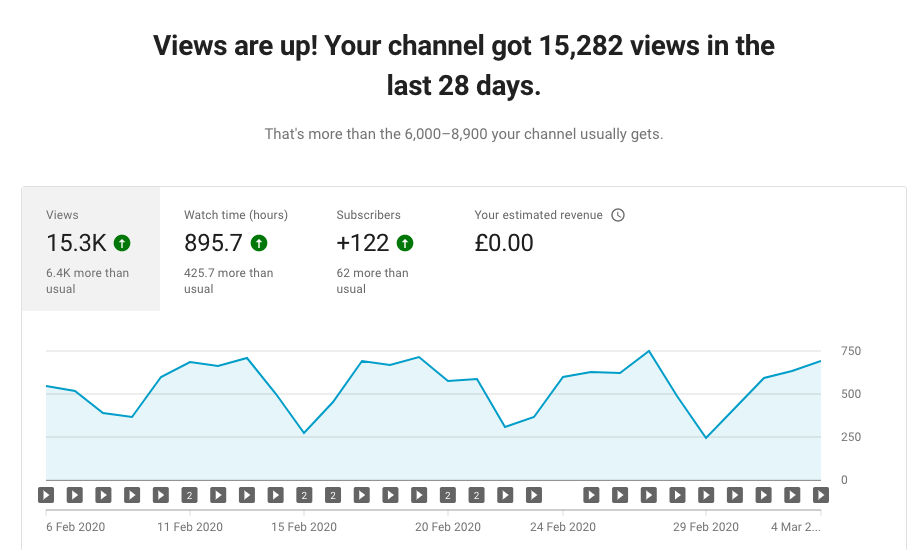 Views are up! Your channel got 15,282 views in the
last 28 days.
That's more than the 6,000–8,900 your channel usually gets.
Views
15.3K
6.4K more than
usual
Watch time (hours)
895.7
425.7 more than
usual
Subscribers
+122
62 more than
usual
Your estimated revenue
£0.00
750
500
250
0
2 2 2 2 2
6 Feb 2020 11 Feb 2020 15 Feb 2020 20 Feb 2020 24 Feb 2020 29 Feb 2020 4 Mar 2...